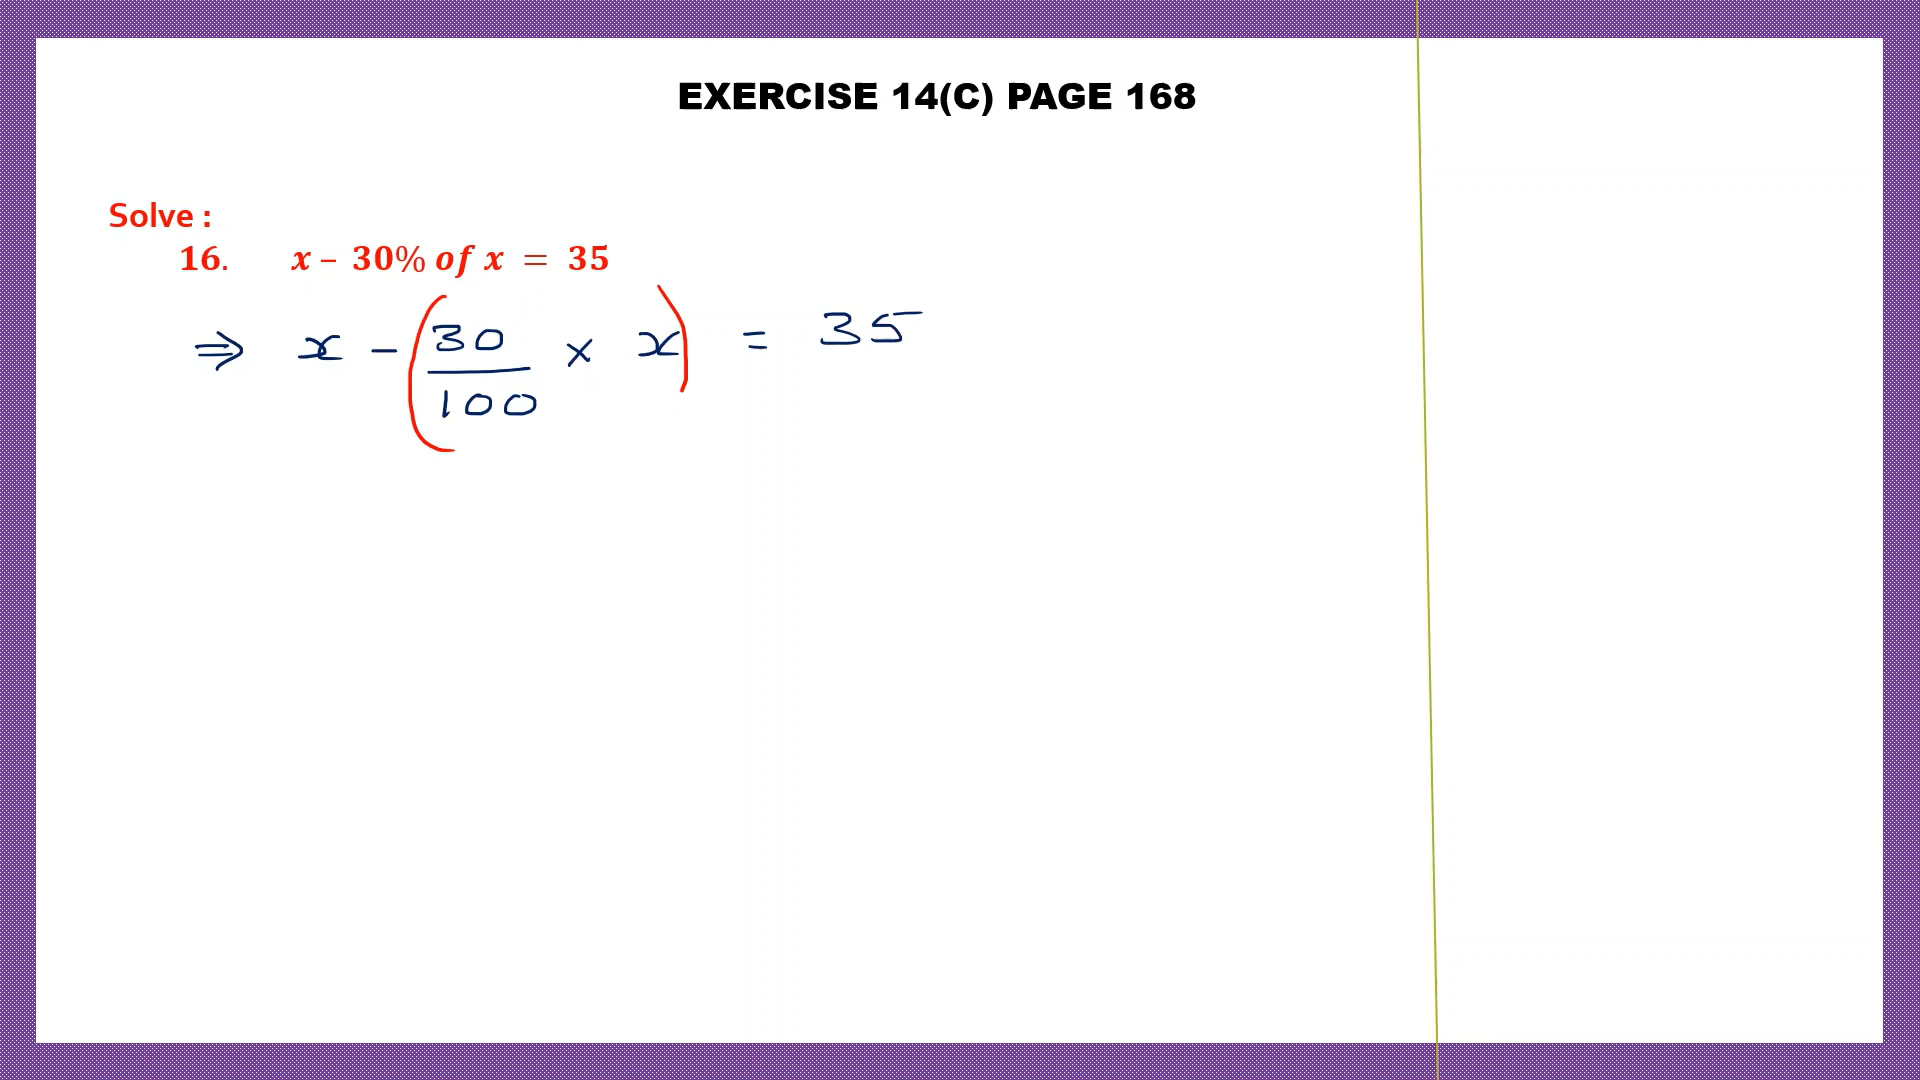 EXERCISE 14(C) PAGE 168
Solve :
16. x – 30% of x = 35
⇒ x - (30/100 × x) = 35